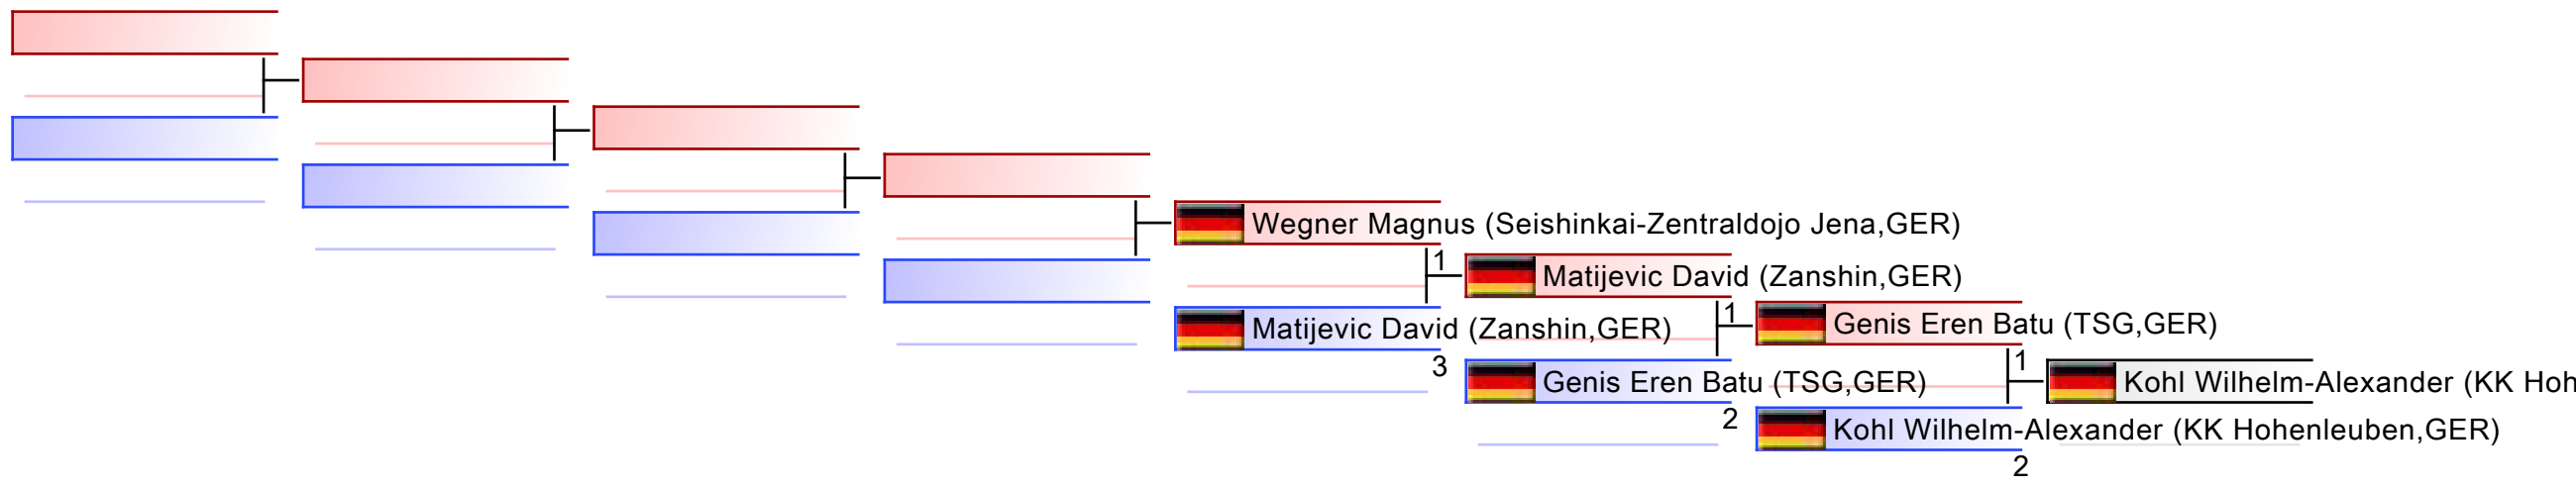 Wegner Magnus (Seishinkai-Zentraldojo Jena,GER)
1
Matijevic David (Zanshin,GER)
Matijevic David (Zanshin,GER)
3
1
Genis Eren Batu (TSG,GER)
Genis Eren Batu (TSG,GER)
2
1
Kohl Wilhelm-Alexander (KK Hoh
Kohl Wilhelm-Alexander (KK Hohenleuben,GER)
2